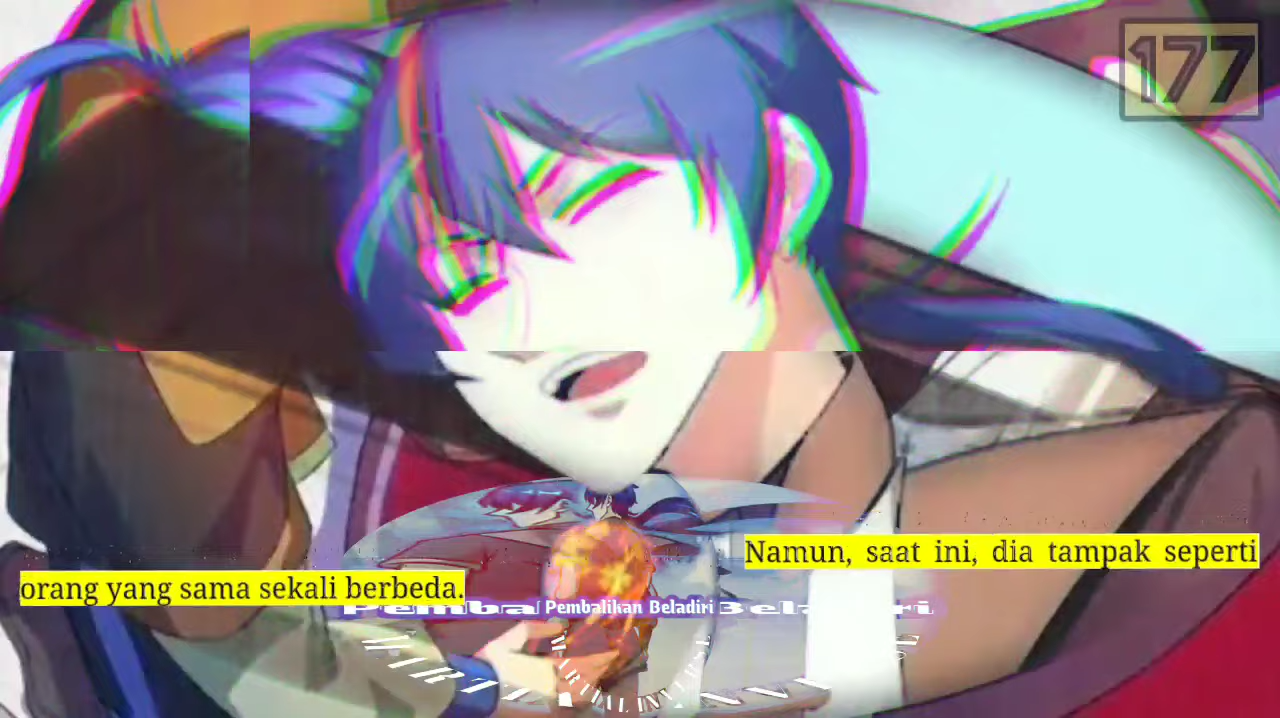 177
Namun, saat ini, dia tampak seperti
orang yang sama sekali berbeda.
Pembalikan Beladiri